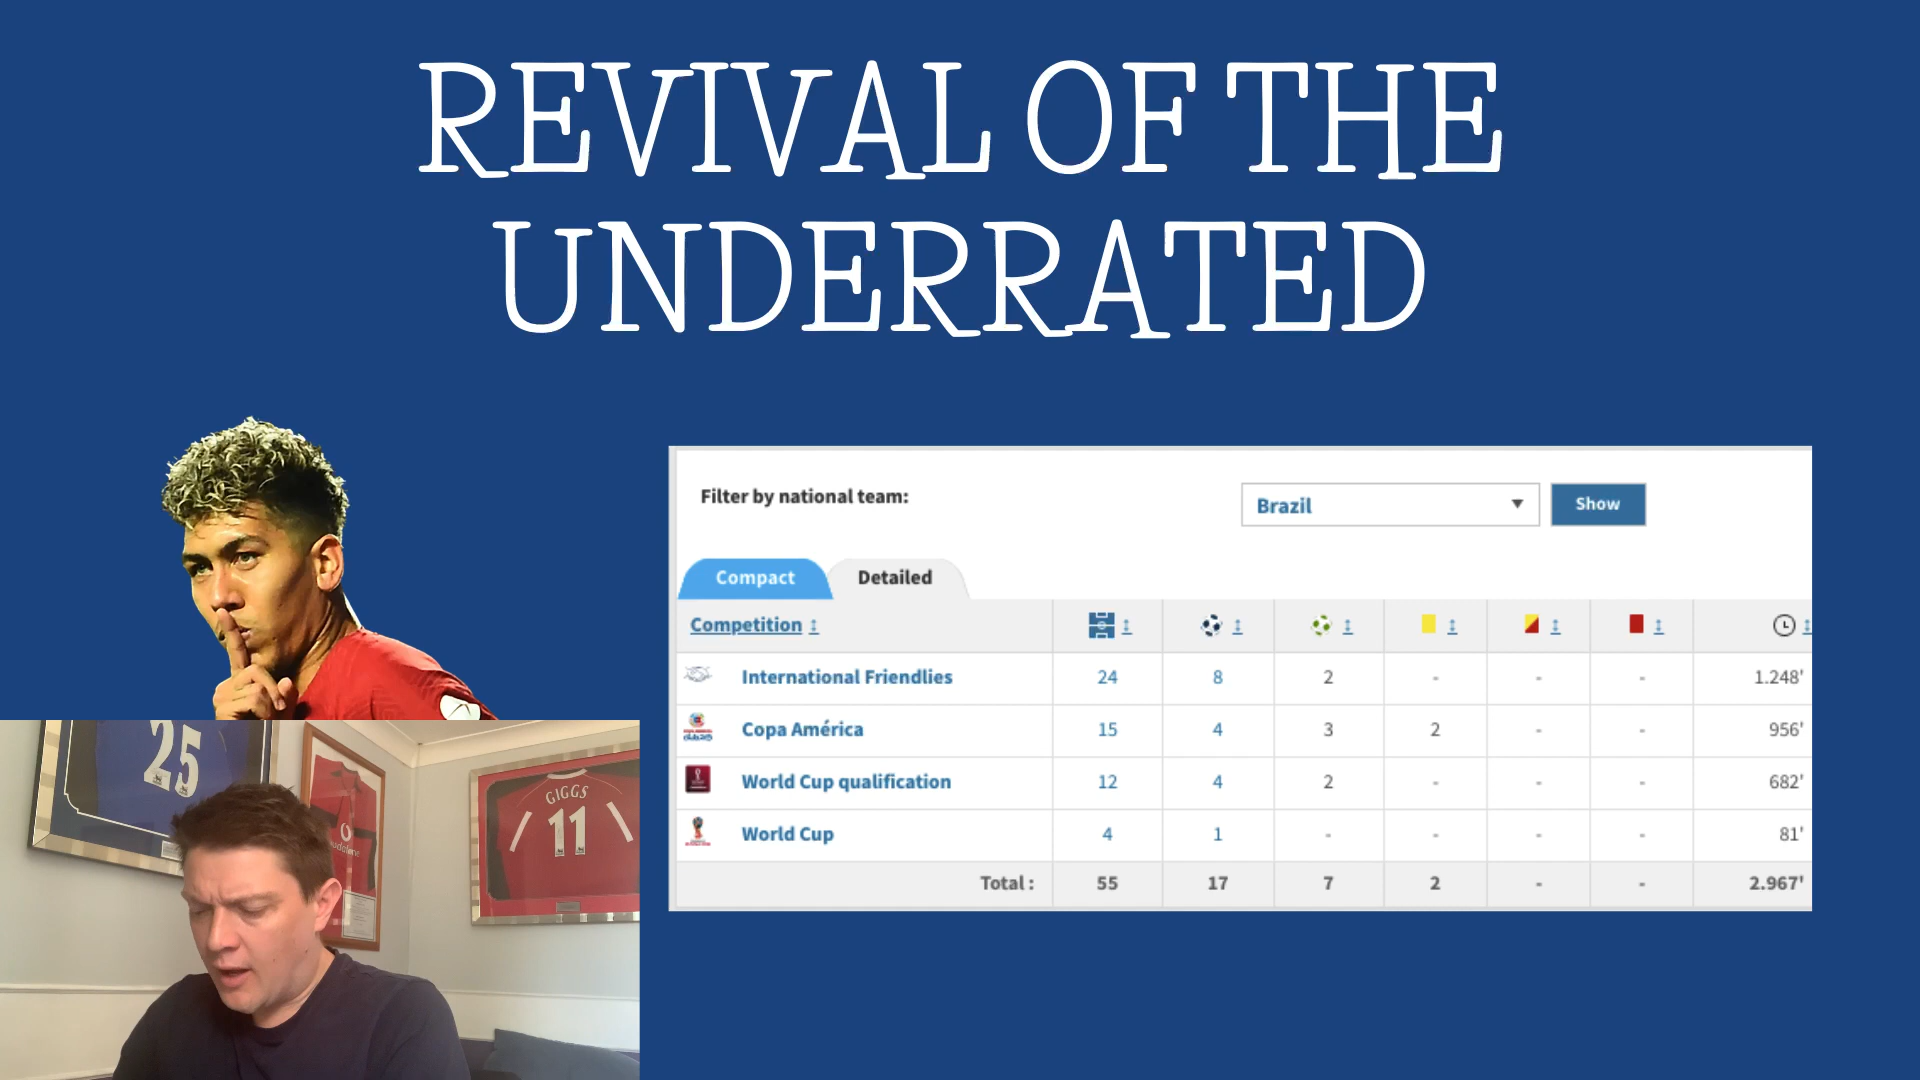 REVIVAL OF THE
UNDERRATED
Filter by national team:
Brazil
Show
Compact
Detailed
Competition
International Friendlies 24 8 2 - - - 1.248'
Copa América 15 4 3 2 - - 956'
World Cup qualification 12 4 2 - - - 682'
World Cup 4 1 - - - - 81'
Total : 55 17 7 2 - - 2.967'
25
vodafone
GIGGS
11